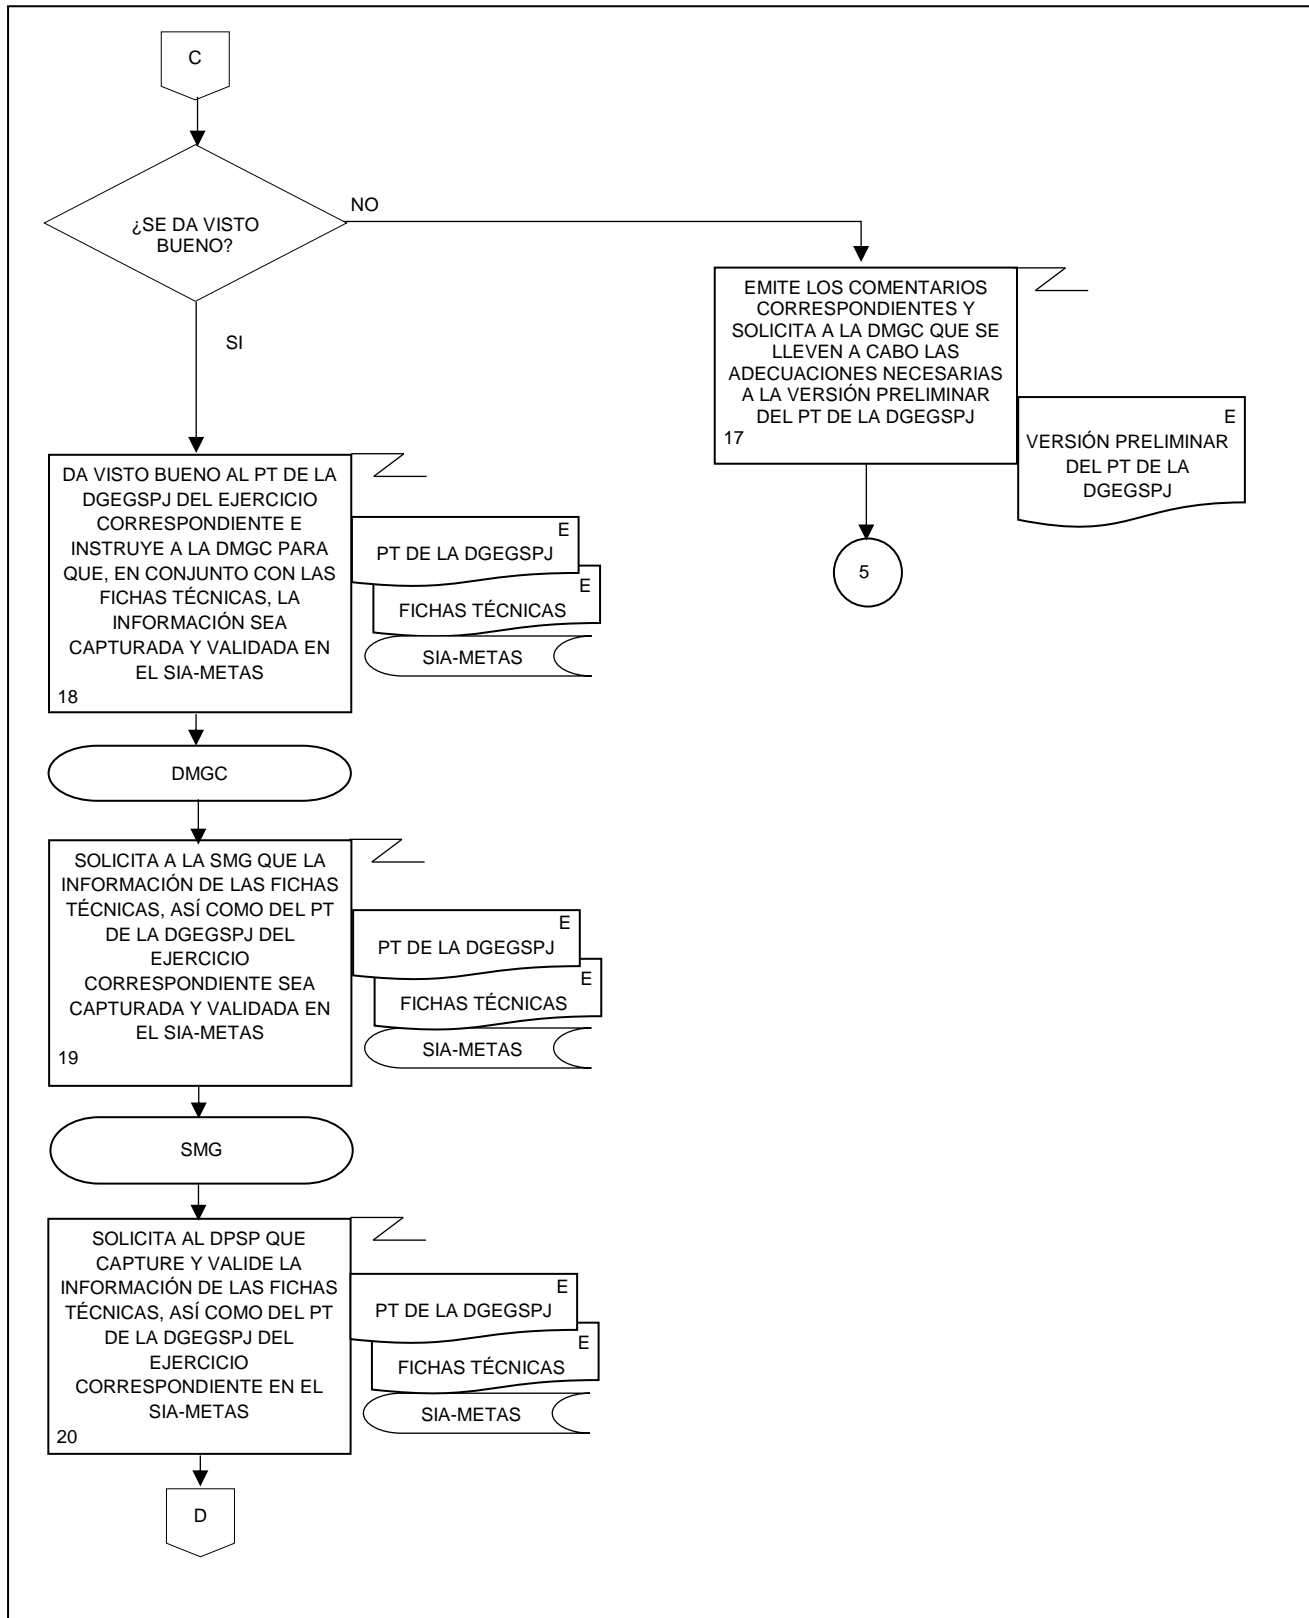 C
¿SE DA VISTO
BUENO?
NO
SI
EMITE LOS COMENTARIOS
CORRESPONDIENTES Y
SOLICITA A LA DMGC QUE SE
LLEVEN A CABO LAS
ADECUACIONES NECESARIAS
A LA VERSIÓN PRELIMINAR
DEL PT DE LA DGEGSPJ
17
E
VERSIÓN PRELIMINAR
DEL PT DE LA
DGEGSPJ
5
DA VISTO BUENO AL PT DE LA
DGEGSPJ DEL EJERCICIO
CORRESPONDIENTE E
INSTRUYE A LA DMGC PARA
QUE, EN CONJUNTO CON LAS
FICHAS TÉCNICAS, LA
INFORMACIÓN SEA
CAPTURADA Y VALIDADA EN
EL SIA-METAS
18
E
PT DE LA DGEGSPJ
E
FICHAS TÉCNICAS
SIA-METAS
DMGC
SOLICITA A LA SMG QUE LA
INFORMACIÓN DE LAS FICHAS
TÉCNICAS, ASÍ COMO DEL PT
DE LA DGEGSPJ DEL
EJERCICIO
CORRESPONDIENTE SEA
CAPTURADA Y VALIDADA EN
EL SIA-METAS
19
E
PT DE LA DGEGSPJ
E
FICHAS TÉCNICAS
SIA-METAS
SMG
SOLICITA AL DPSP QUE
CAPTURE Y VALIDE LA
INFORMACIÓN DE LAS FICHAS
TÉCNICAS, ASÍ COMO DEL PT
DE LA DGEGSPJ DEL
EJERCICIO
CORRESPONDIENTE EN EL
SIA-METAS
20
E
PT DE LA DGEGSPJ
E
FICHAS TÉCNICAS
SIA-METAS
D